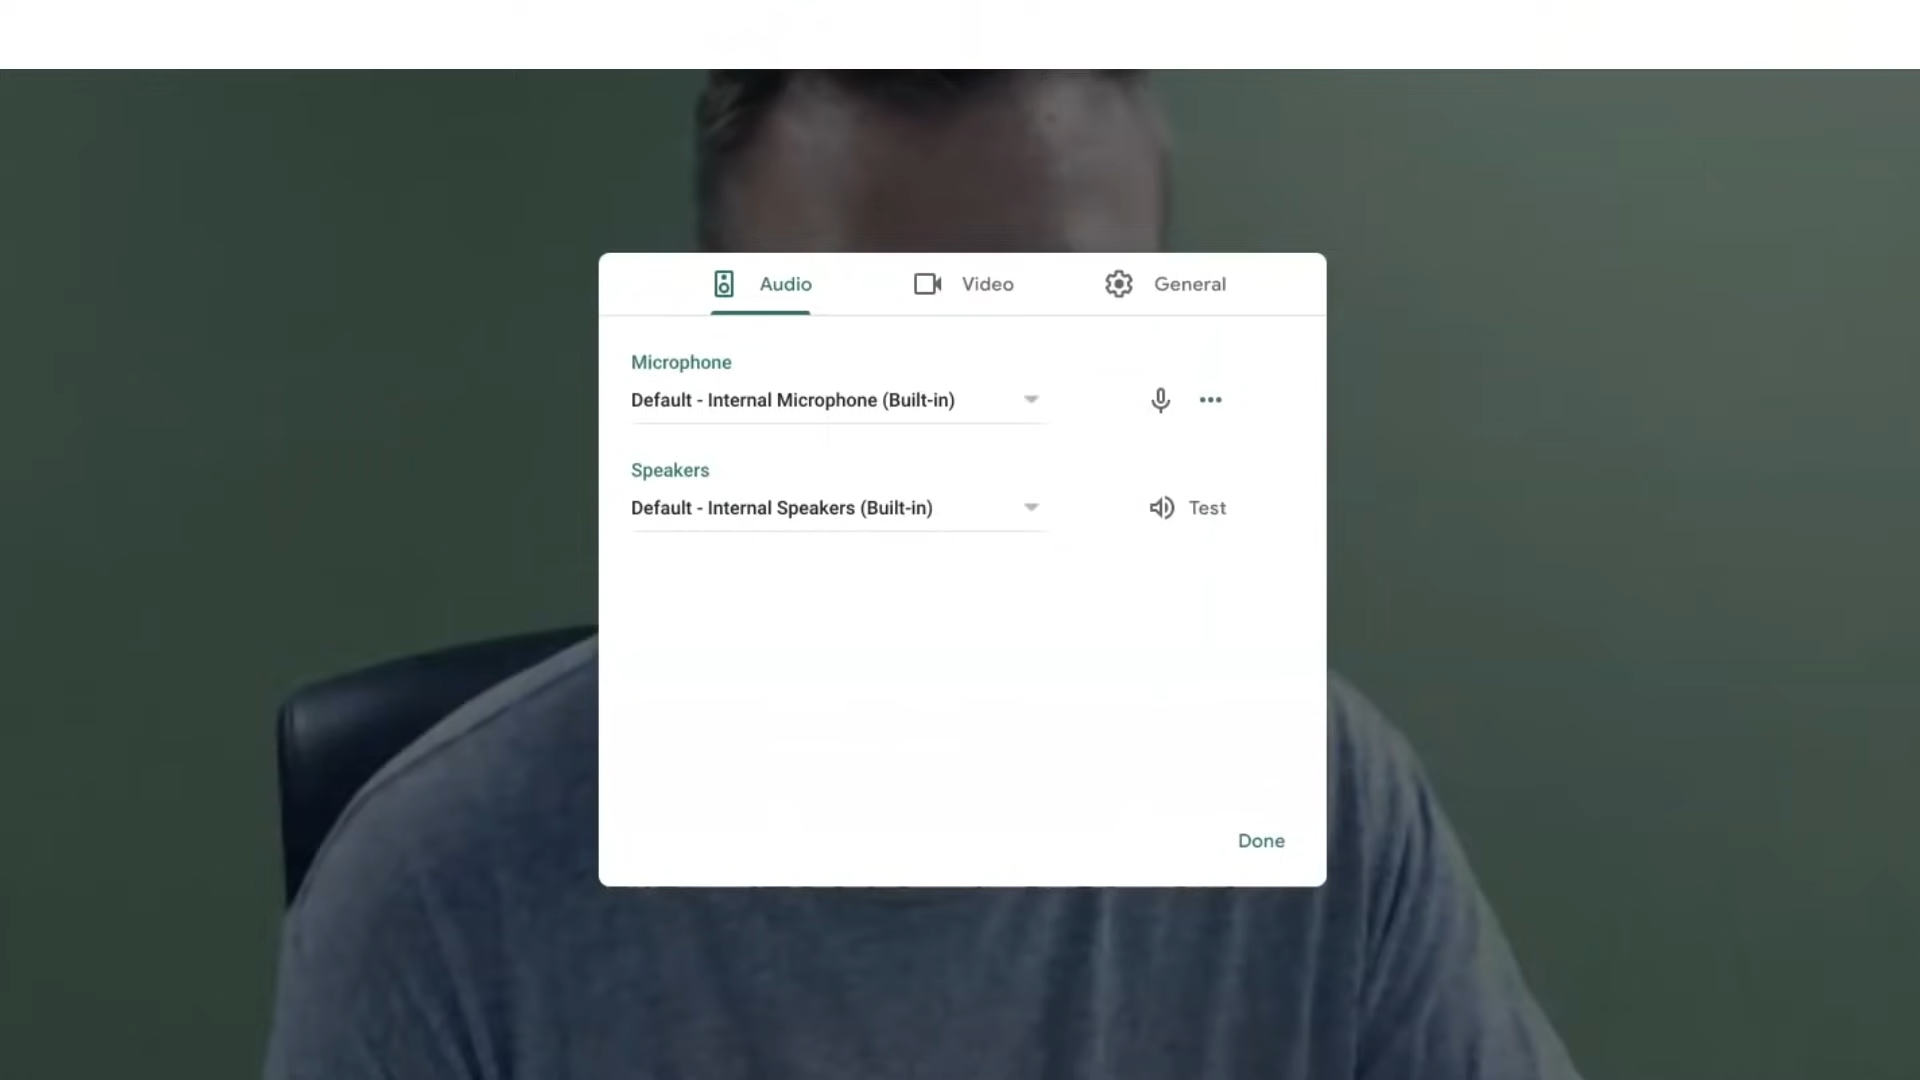 Audio
Video
General
Microphone
Default - Internal Microphone (Built-in)
Speakers
Default - Internal Speakers (Built-in)
Test
Done